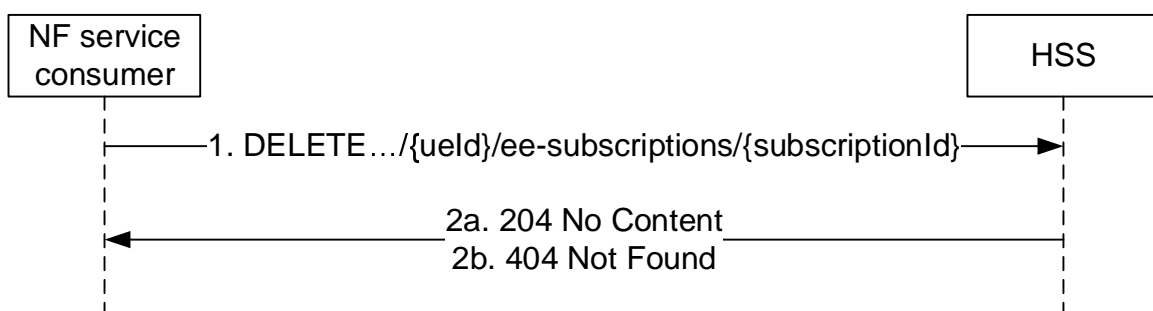 NF service
consumer
HSS
1. DELETE…/{ueId}/ee-subscriptions/{subscriptionId}
2a. 204 No Content
2b. 404 Not Found